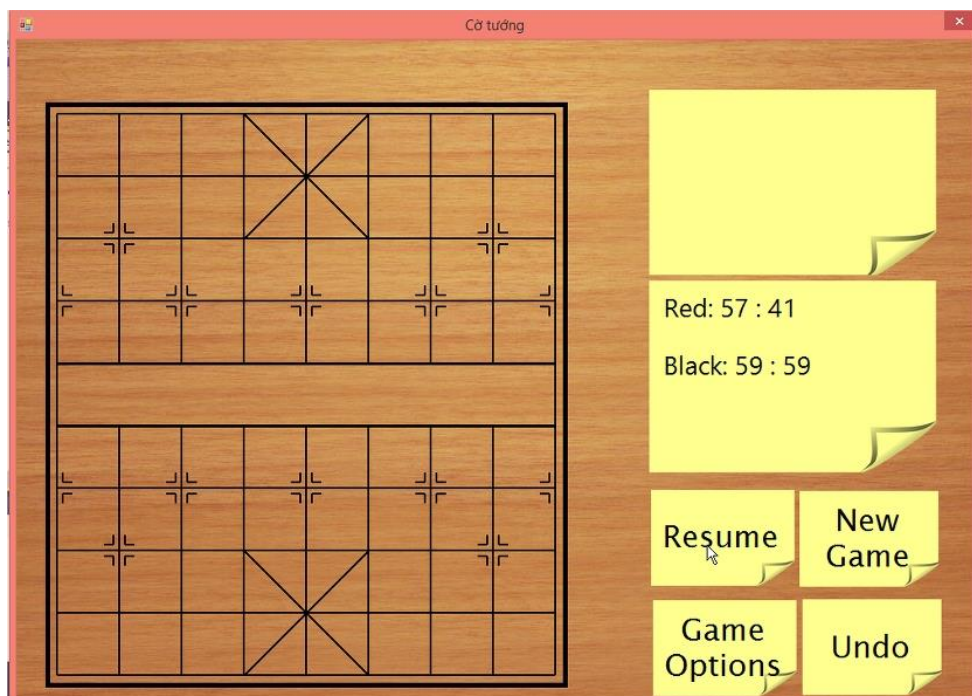 Cờ tướng
Red: 57 : 41
Black: 59 : 59
Resume
New
Game
Game
Options
Undo